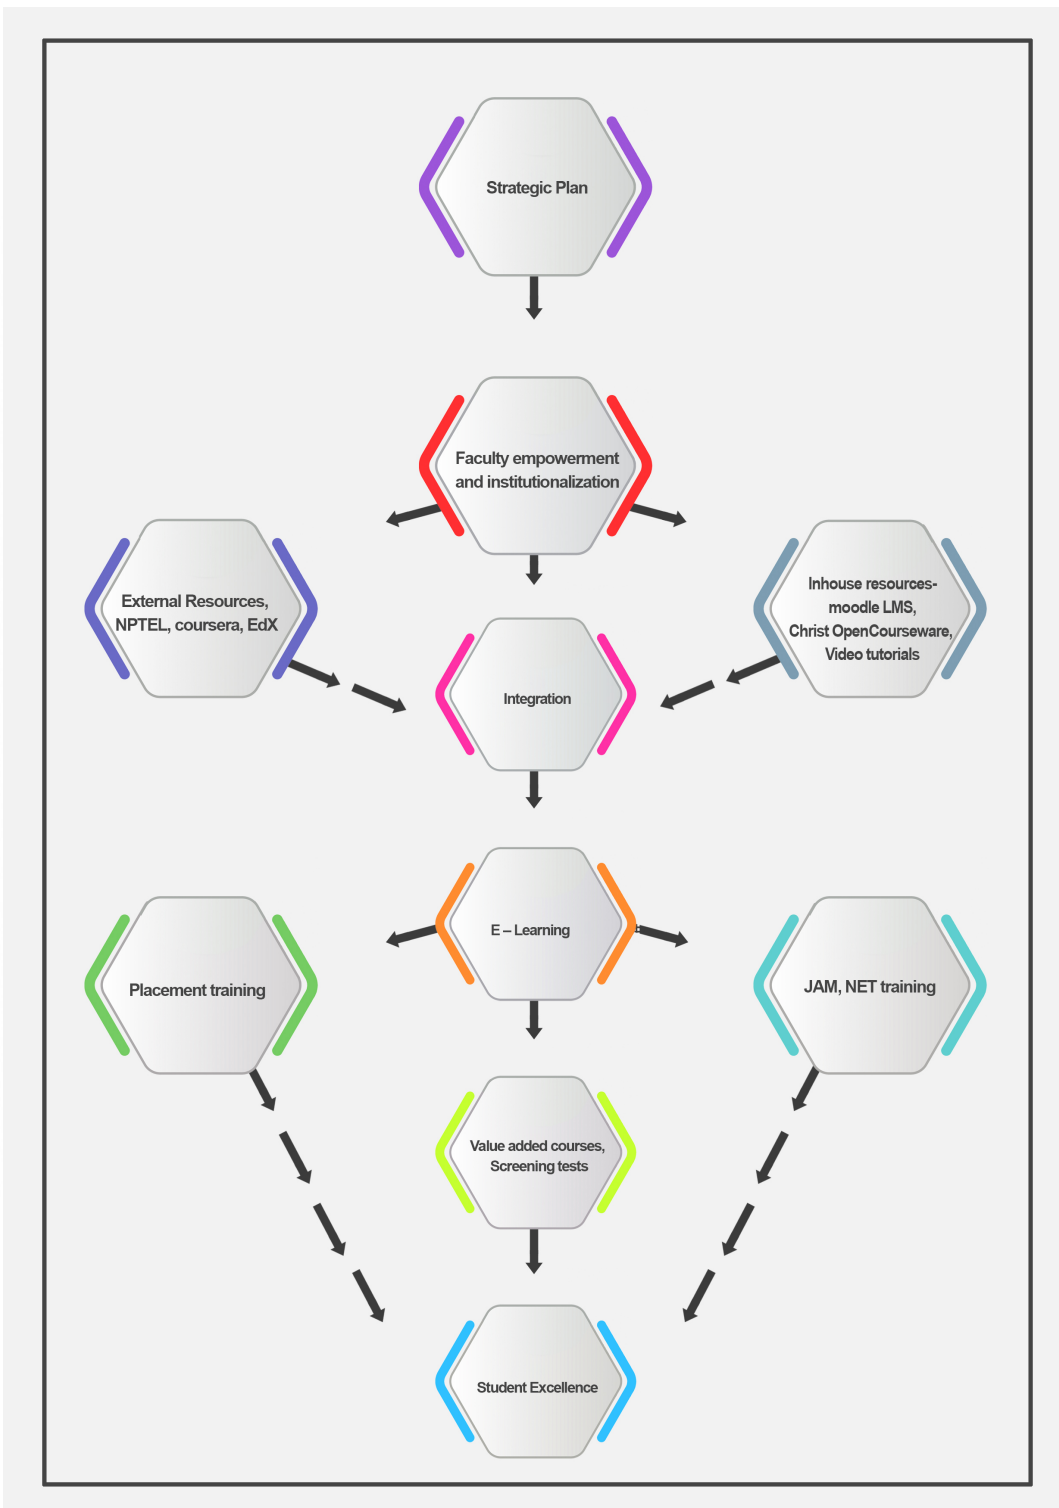 Strategic Plan
Faculty empowerment
and institutionalization
External Resources,
NPTEL, coursera, EdX
Inhouse resources-
moodle LMS,
Christ OpenCourseware,
Video tutorials
Integration
E – Learning
Placement training
JAM, NET training
Value added courses,
Screening tests
Student Excellence